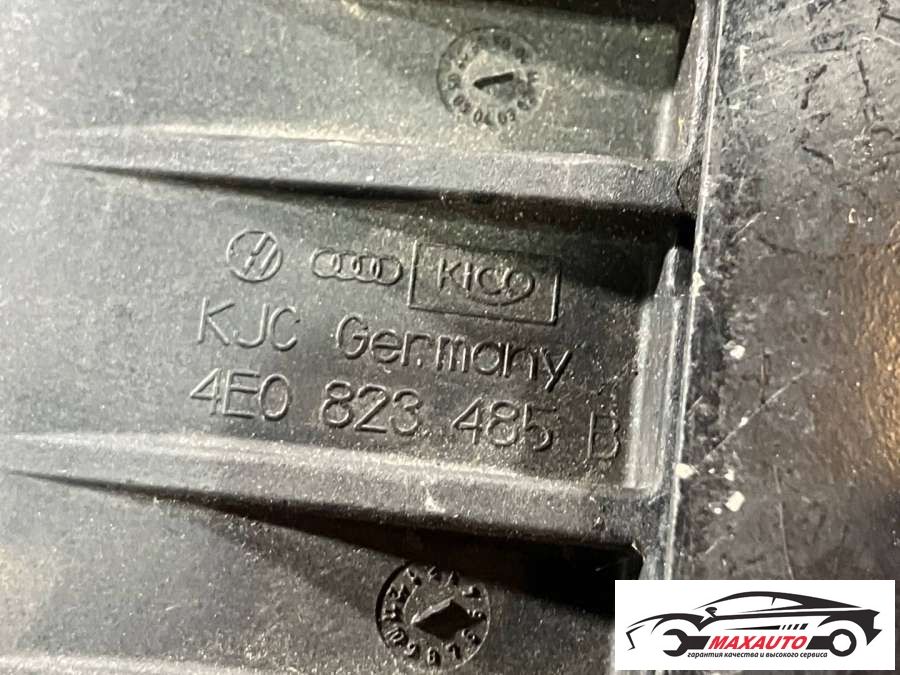 KICO
KJC Germany
4E0 823 485 B
MAXAUTO
гарантия качества и высокого сервиса